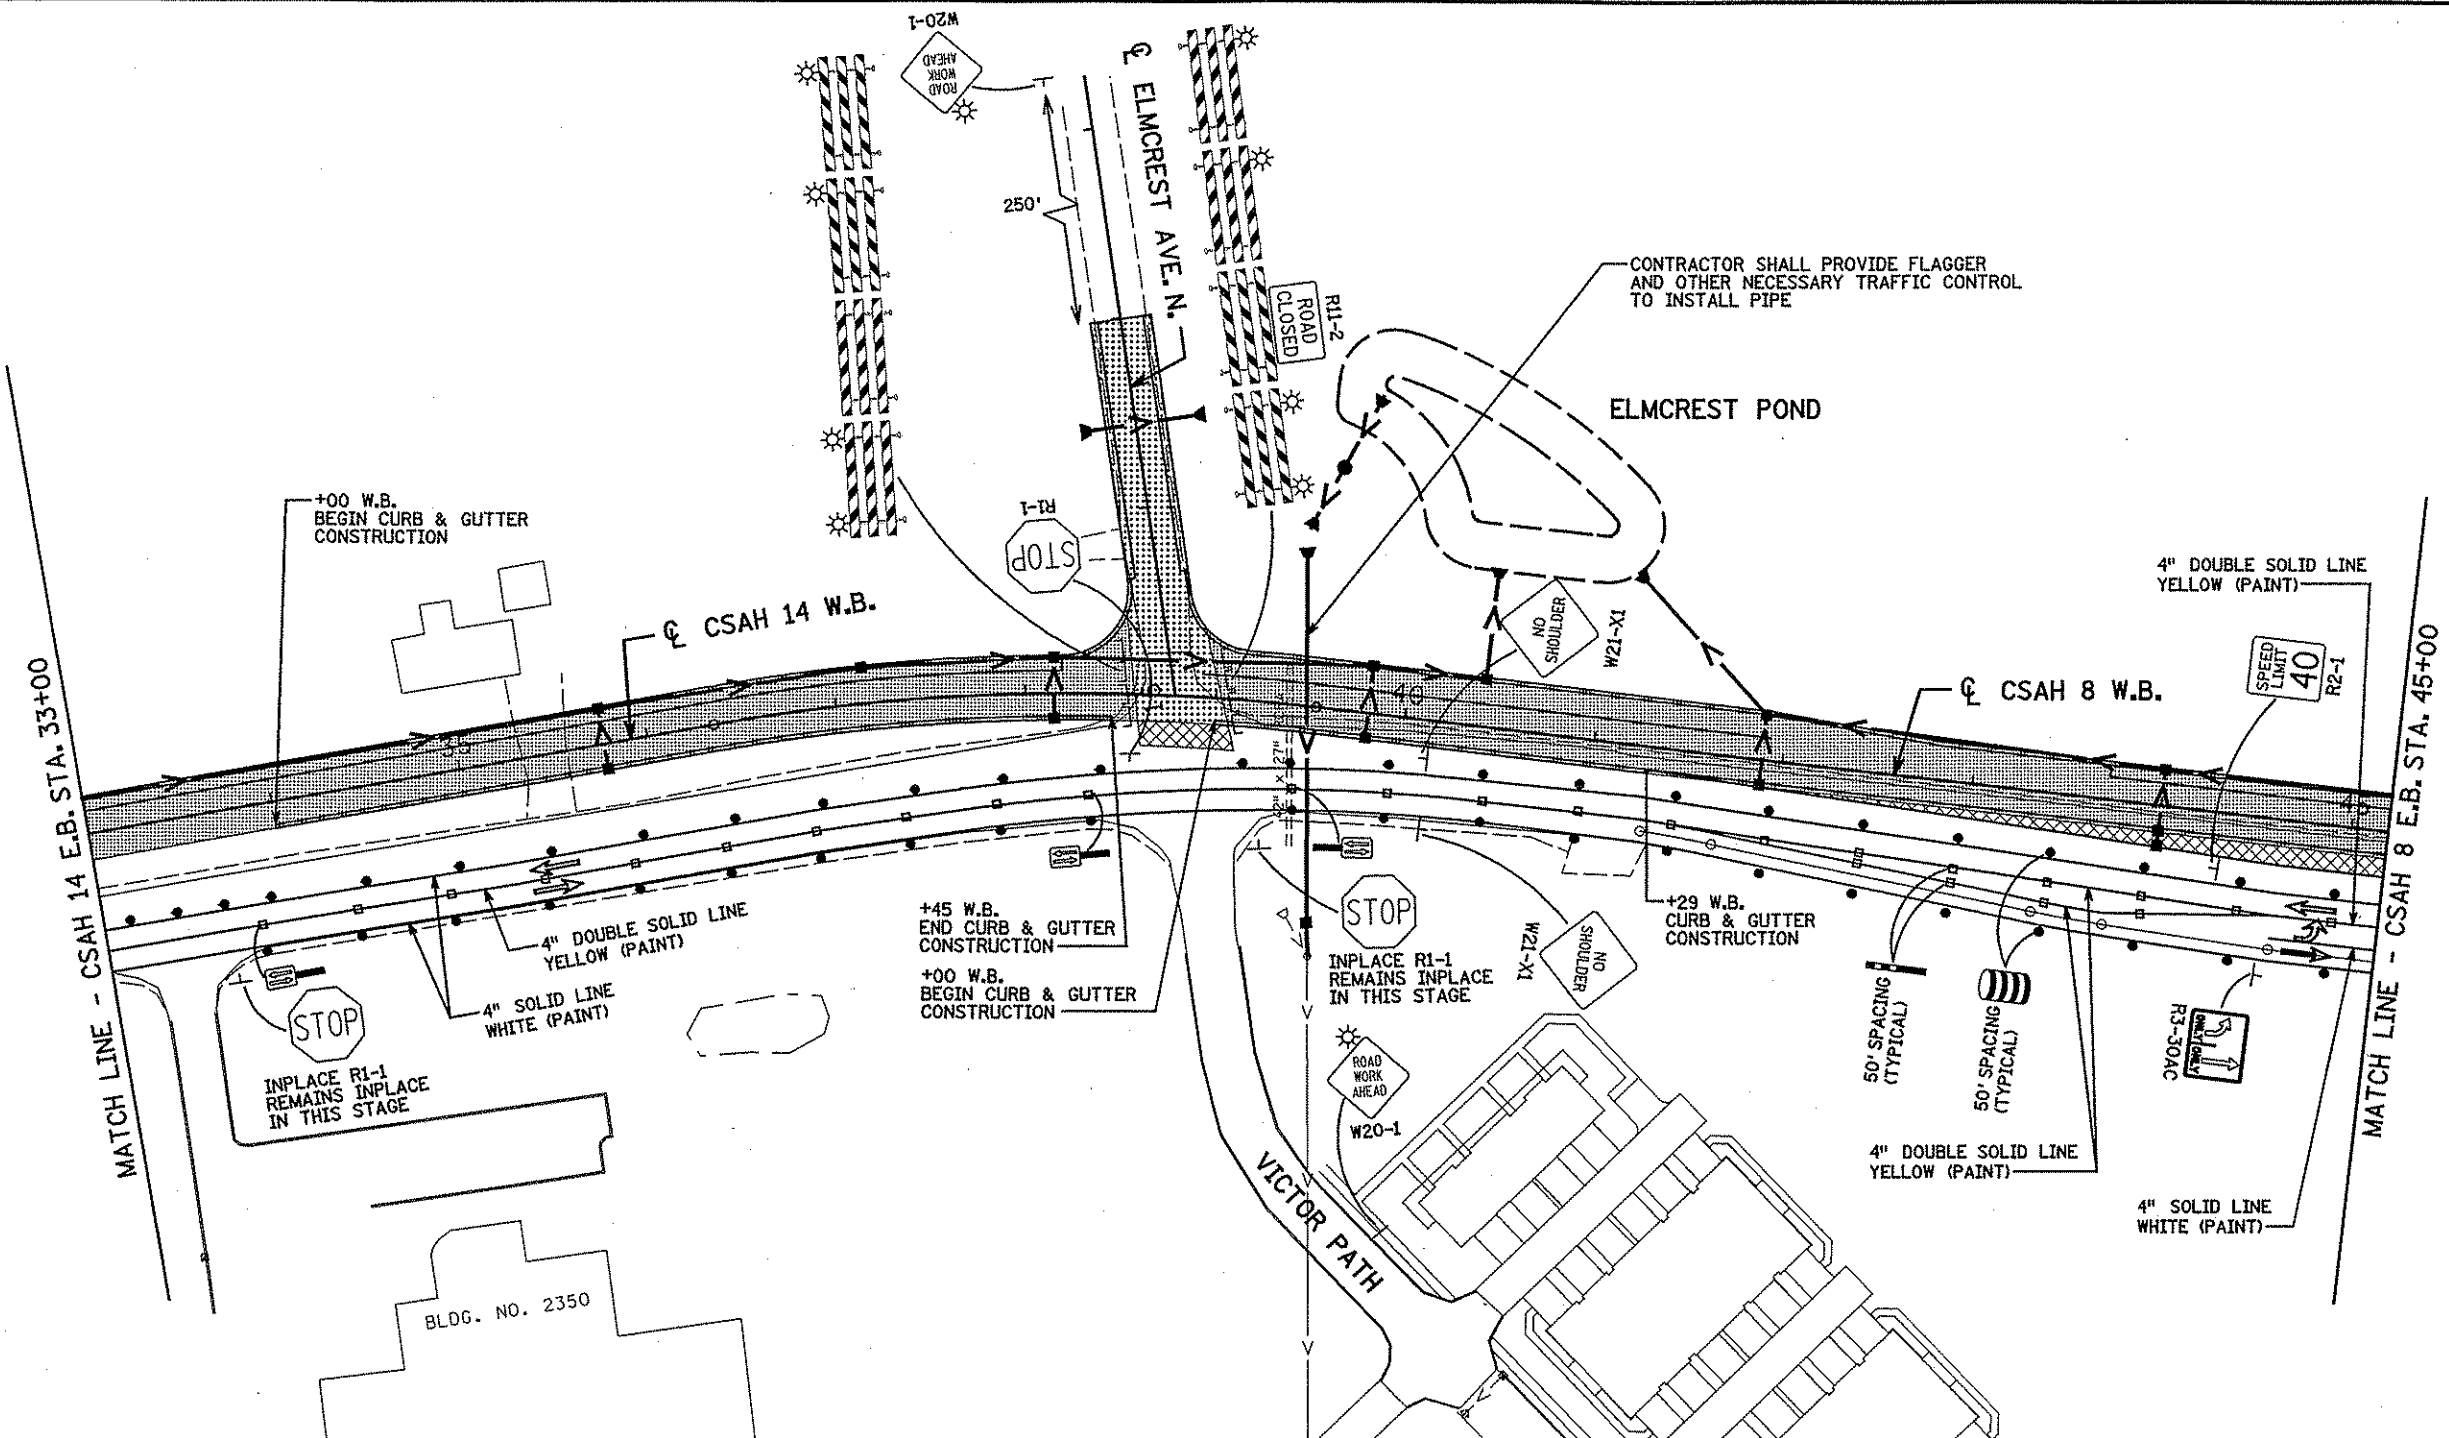 W20-1
ROAD
WORK
AHEAD
℄ ELMCREST AVE. N.
250'
R11-2
ROAD
CLOSED
CONTRACTOR SHALL PROVIDE FLAGGER
AND OTHER NECESSARY TRAFFIC CONTROL
TO INSTALL PIPE
ELMCREST POND
+00 W.B.
BEGIN CURB & GUTTER
CONSTRUCTION
R1-1
STOP
4" DOUBLE SOLID LINE
YELLOW (PAINT)
℄ CSAH 14 W.B.
NO
SHOULDER
W21-X1
SPEED
LIMIT
40
R2-1
℄ CSAH 8 W.B.
MATCH LINE - CSAH 14 E.B. STA. 33+00
MATCH LINE - CSAH 8 E.B. STA. 45+00
35
40
45
42" x 27"
4" DOUBLE SOLID LINE
YELLOW (PAINT)
4" SOLID LINE
WHITE (PAINT)
STOP
INPLACE R1-1
REMAINS INPLACE
IN THIS STAGE
+45 W.B.
END CURB & GUTTER
CONSTRUCTION
+00 W.B.
BEGIN CURB & GUTTER
CONSTRUCTION
STOP
INPLACE R1-1
REMAINS INPLACE
IN THIS STAGE
W21-X1
NO
SHOULDER
+29 W.B.
CURB & GUTTER
CONSTRUCTION
50' SPACING
(TYPICAL)
50' SPACING
(TYPICAL)
R3-30AC
ONLY
ONLY
ROAD
WORK
AHEAD
W20-1
4" DOUBLE SOLID LINE
YELLOW (PAINT)
4" SOLID LINE
WHITE (PAINT)
VICTOR PATH
BLDG. NO. 2350